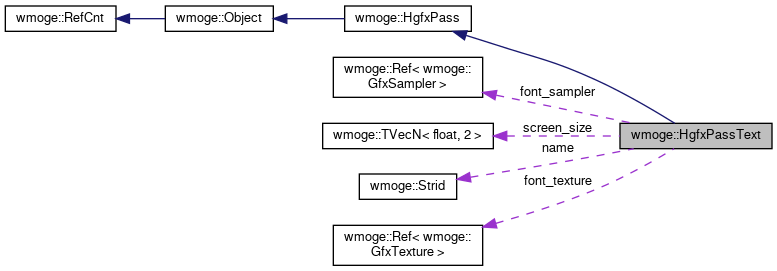 wmoge::RefCnt
wmoge::Object
wmoge::HgfxPass
wmoge::Ref< wmoge::
GfxSampler >
font_sampler
wmoge::TVecN< float, 2 >
screen_size
wmoge::HgfxPassText
name
wmoge::Strid
font_texture
wmoge::Ref< wmoge::
GfxTexture >